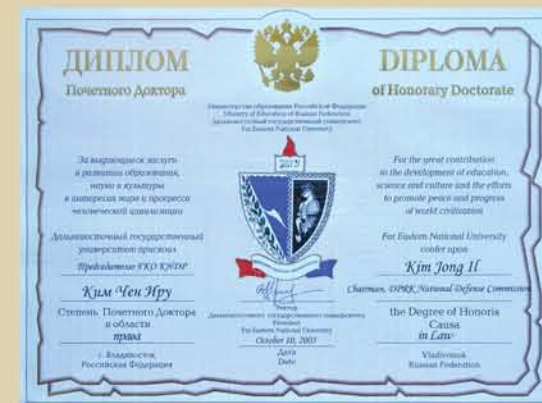 ДИПЛОМ
Почетного Доктора
За выдающиеся заслуги
в развитии образования,
науки и культуры
в интересах мира и прогресса
человеческой цивилизации
Дальневосточный государственный
университет присвоил
Председателю ГКО КНДР
Ким Чен Иру
Степень Почетного Доктора
в области
права
г. Владивосток
Российская Федерация
Министерство образования Российской Федерации
Ministry of Education of Russian Federation
Дальневосточный государственный университет
Far Eastern National University
Ректор
Дальневосточного государственного университета
President
Far Eastern National University
October 10, 2003
Дата
Date
DIPLOMA
of Honorary Doctorate
For the great contribution
to the development of education,
science and culture and the efforts
to promote peace and progress
of world civilization
Far Eastern National University
confer upon
Kim Jong Il
Chairman, DPRK National Defense Commission
the Degree of Honoris
Causa
in Law
Vladivostok
Russian Federation